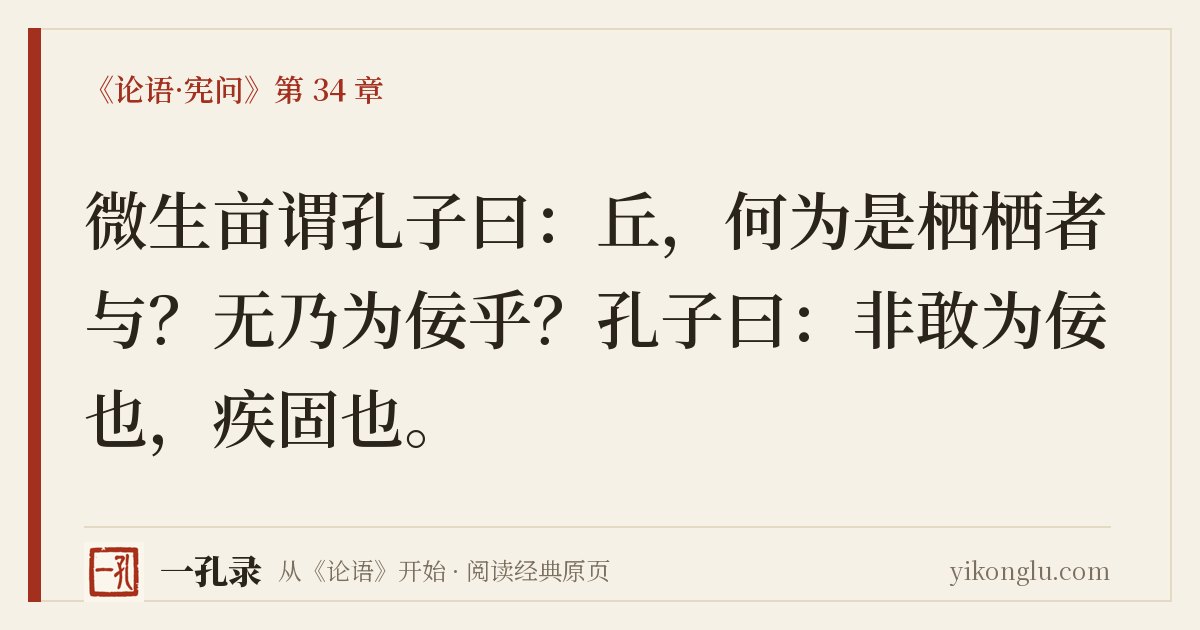 《论语·宪问》第 34 章
微生亩谓孔子曰：丘，何为是栖栖者
与？无乃为佞乎？孔子曰：非敢为佞
也，疾固也。
一孔
一孔录 从《论语》开始 · 阅读经典原页 yikonglu.com